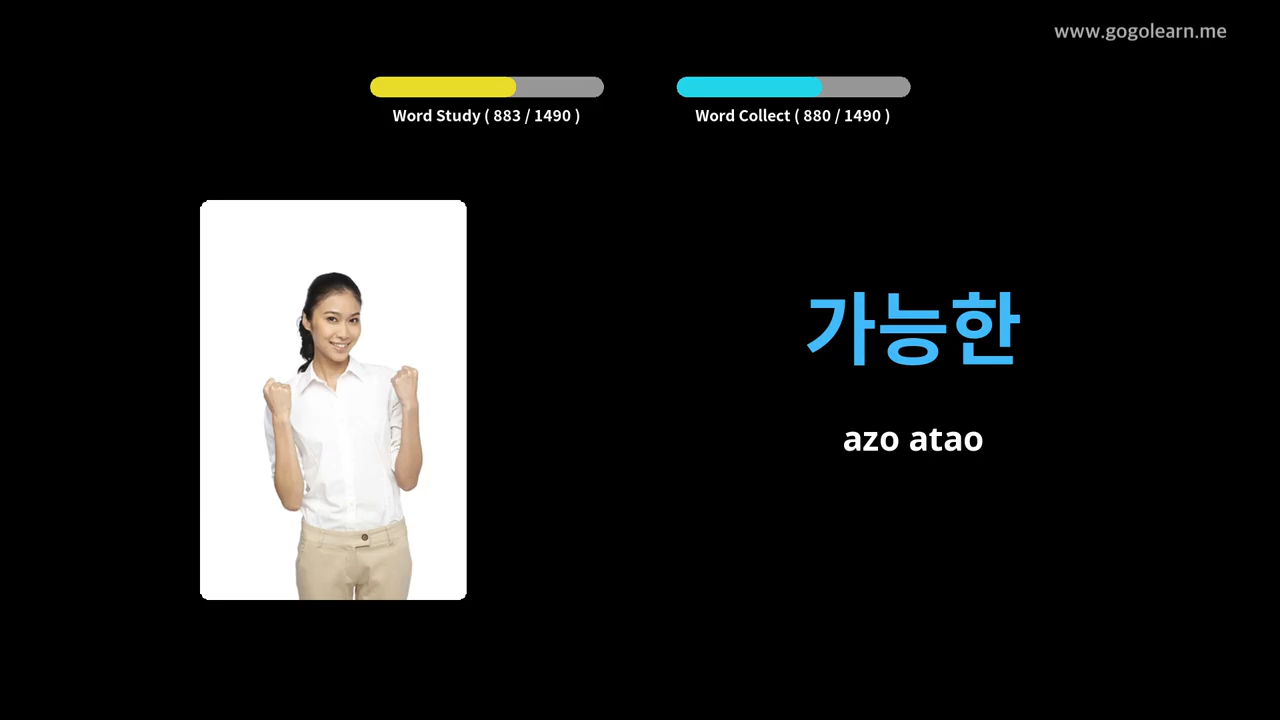 www.gogolearn.me
Word Study ( 883 / 1490 )
Word Collect ( 880 / 1490 )
가능한
azo atao